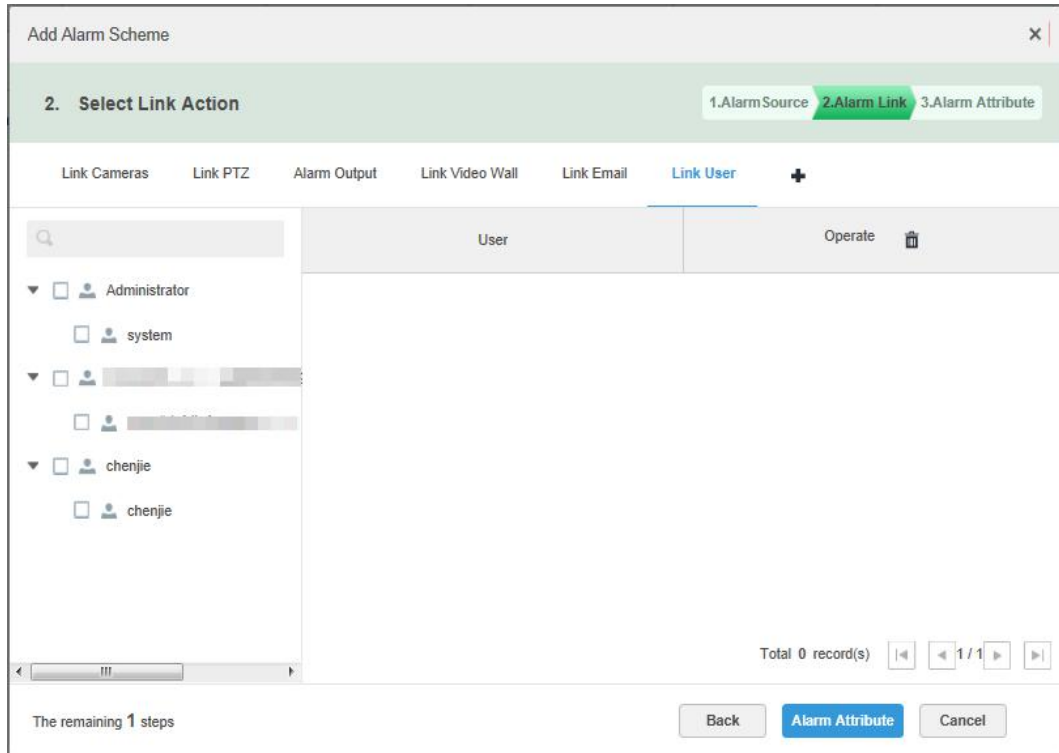 Add Alarm Scheme
2. Select Link Action
1.Alarm Source 2.Alarm Link 3.Alarm Attribute
Link Cameras Link PTZ Alarm Output Link Video Wall Link Email Link User
User Operate
Administrator
system
chenjie
chenjie
Total 0 record(s) 1 / 1
The remaining 1 steps
Back Alarm Attribute Cancel